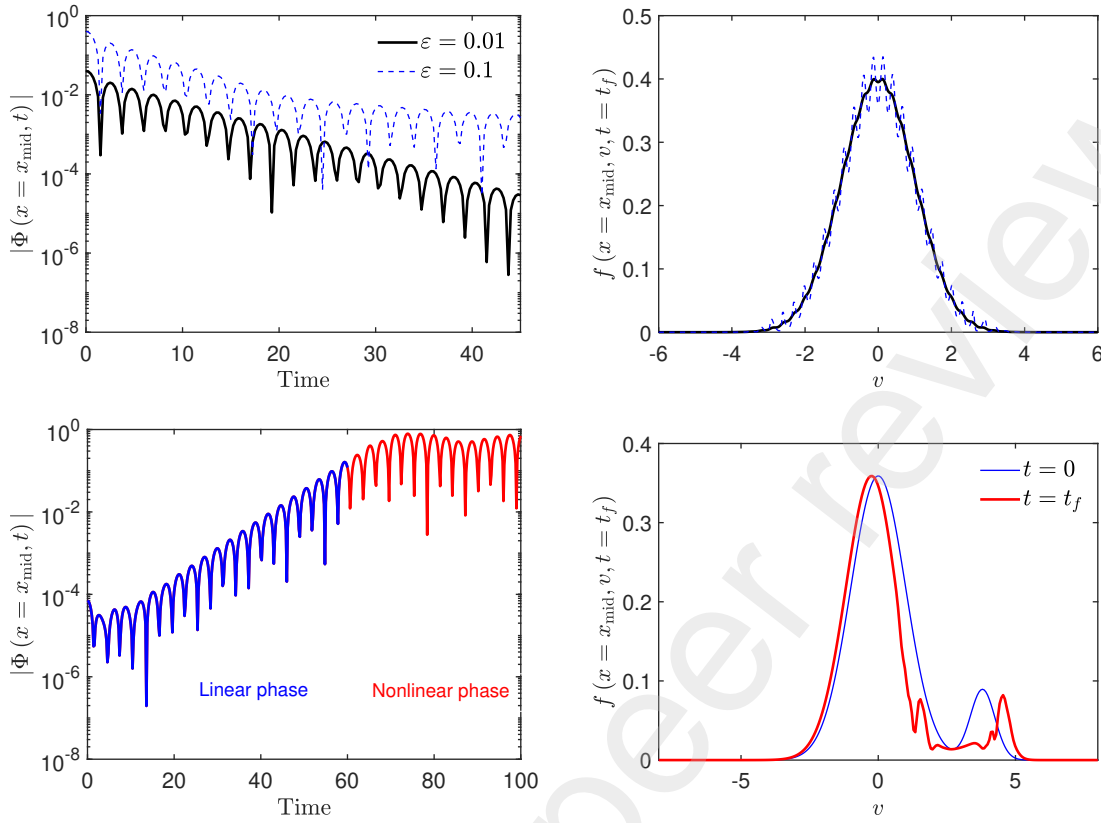 10^0
10^-2
10^-4
10^-6
10^-8
|Φ (x = x_mid, t) |
ε = 0.01
ε = 0.1
0 10 20 30 40
Time
0.5
0.4
0.3
0.2
0.1
0
f (x = x_mid, v, t = t_f)
-6 -4 -2 0 2 4 6
v
10^0
10^-2
10^-4
10^-6
10^-8
|Φ (x = x_mid, t) |
Linear phase Nonlinear phase
0 20 40 60 80 100
Time
0.4
0.3
0.2
0.1
0
f (x = x_mid, v, t = t_f)
t = 0
t = t_f
-5 0 5
v
peer review